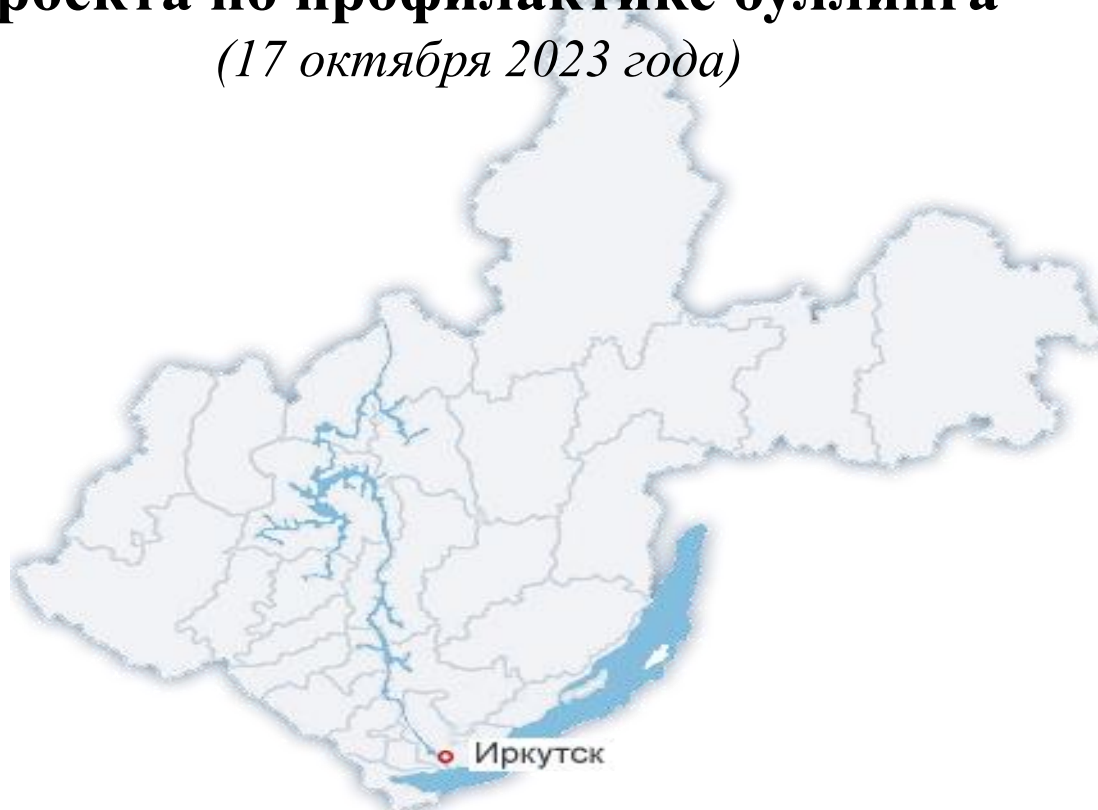 роекта по профилактике буллинга
(17 октября 2023 года)
Иркутск